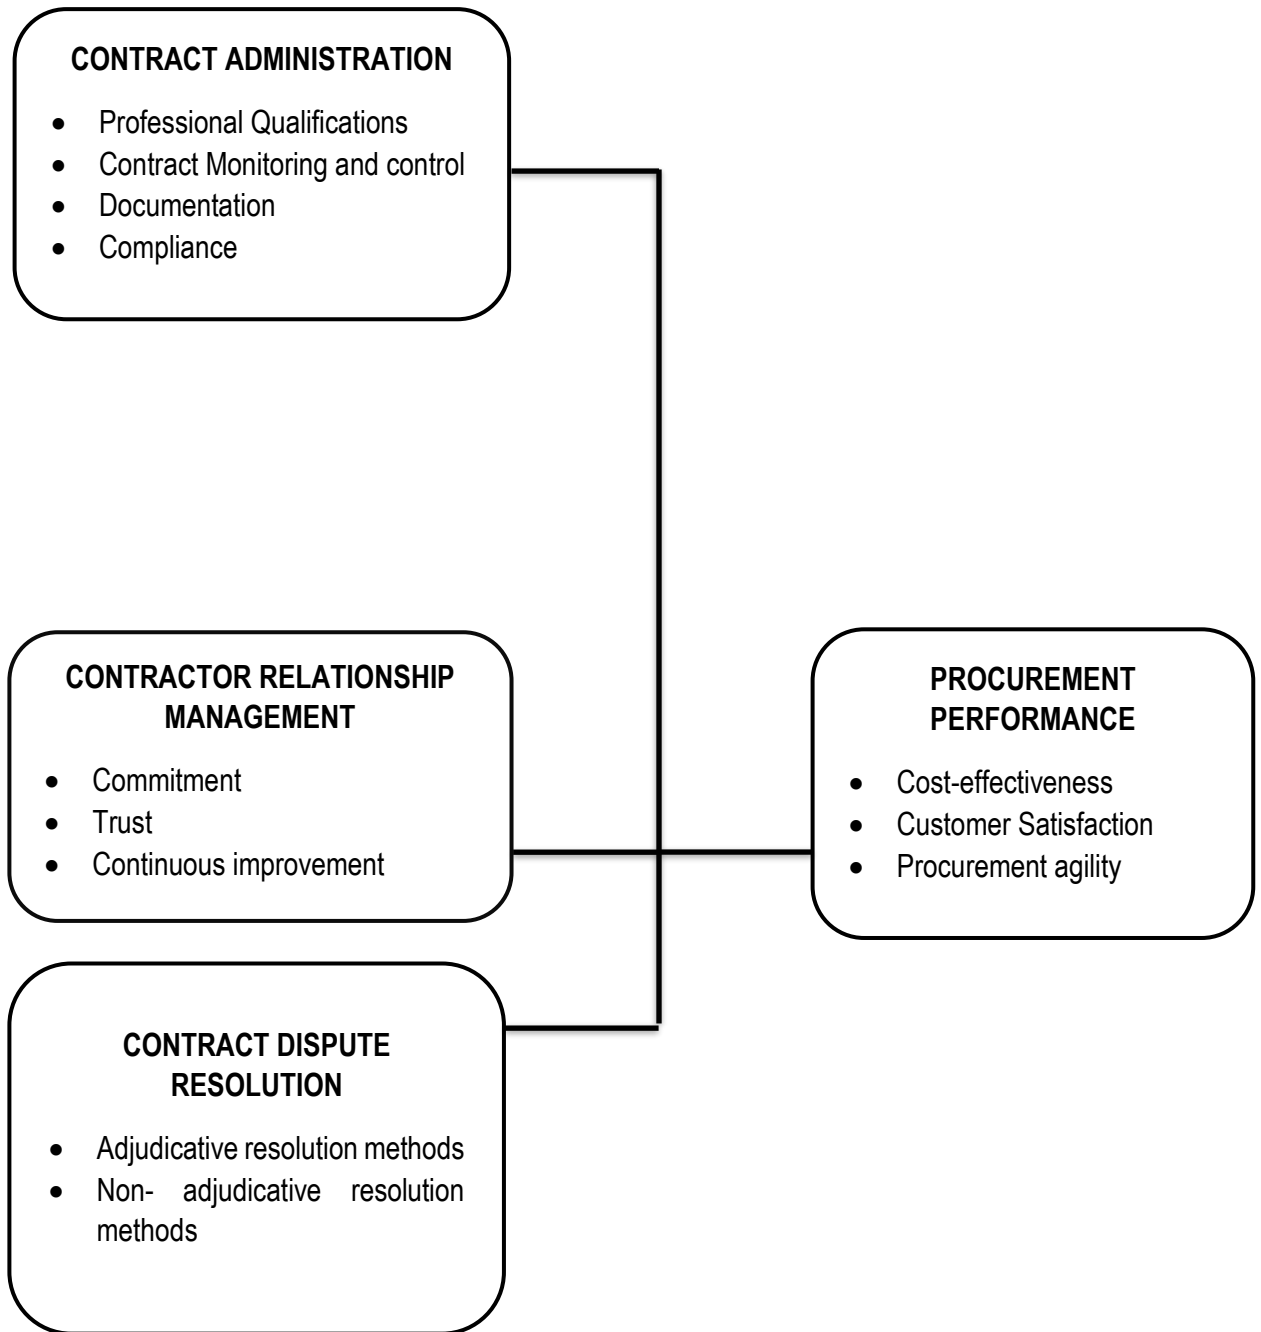 CONTRACT ADMINISTRATION
• Professional Qualifications
• Contract Monitoring and control
• Documentation
• Compliance
CONTRACTOR RELATIONSHIP
MANAGEMENT
• Commitment
• Trust
• Continuous improvement
PROCUREMENT
PERFORMANCE
• Cost-effectiveness
• Customer Satisfaction
• Procurement agility
CONTRACT DISPUTE
RESOLUTION
• Adjudicative resolution methods
• Non- adjudicative resolution
methods